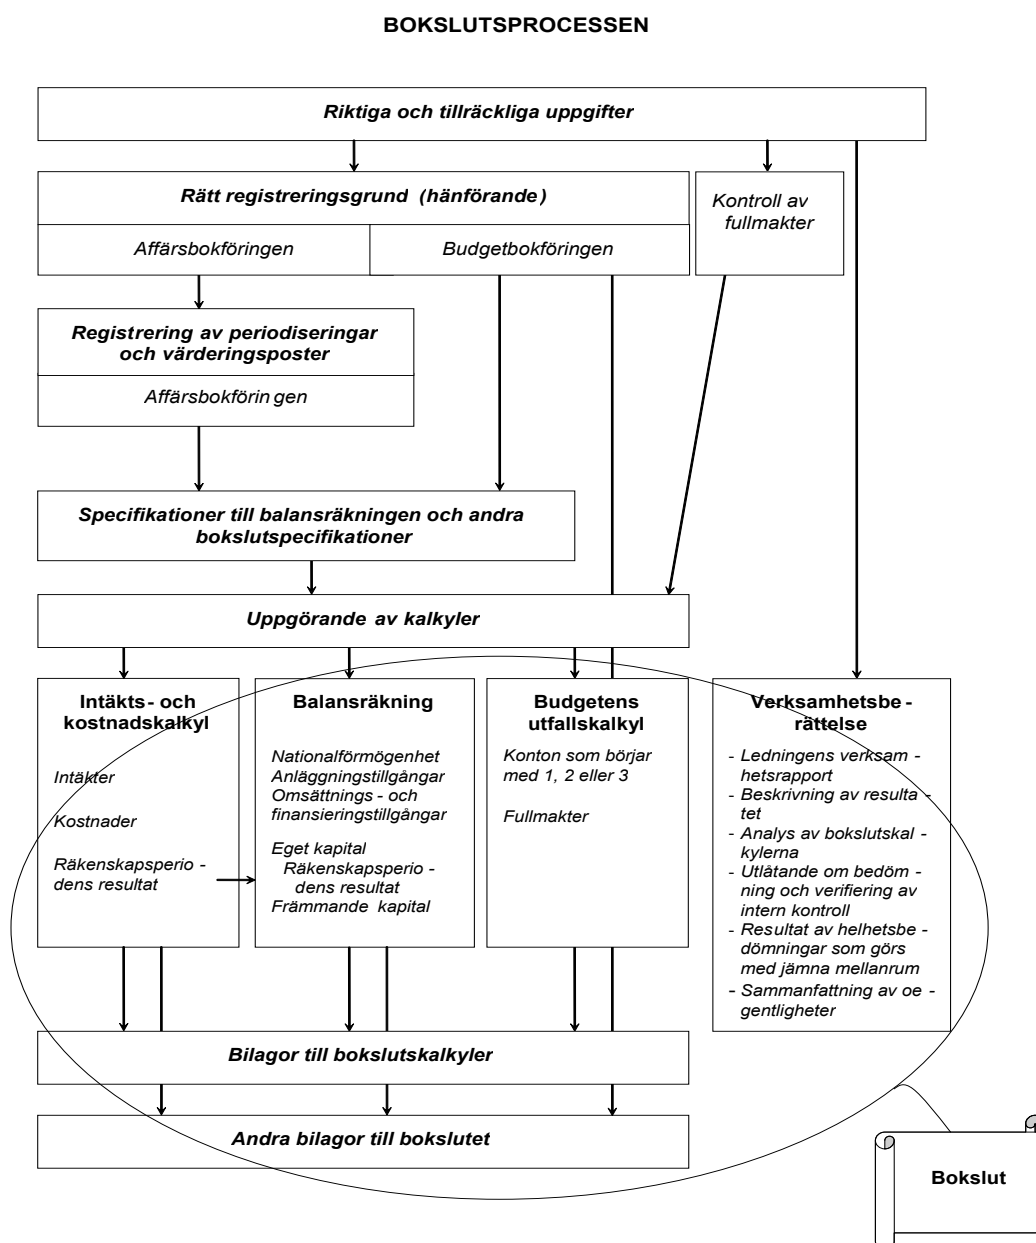 BOKSLUTSPROCESSEN
Riktiga och tillräckliga uppgifter
Rätt registreringsgrund (hänförande)
Affärsbokföringen
Budgetbokföringen
Kontroll av
fullmakter
Registrering av periodiseringar
och värderingsposter
Affärsbokföringen
Specifikationer till balansräkningen och andra
bokslutspecifikationer
Uppgörande av kalkyler
Intäkts- och
kostnadskalkyl
Intäkter
Kostnader
Räkenskapsperio-
dens resultat
Balansräkning
Nationalförmögenhet
Anläggningstillgångar
Omsättnings- och
finansieringstillgångar
Eget kapital
Räkenskapsperio-
dens resultat
Främmande kapital
Budgetens
utfallskalkyl
Konton som börjar
med 1, 2 eller 3
Fullmakter
Verksamhetsbe-
rättelse
- Ledningens verksam-
hetsrapport
- Beskrivning av resulta-
tet
- Analys av bokslutskal-
kylerna
- Utlåtande om bedöm-
ning och verifiering av
intern kontroll
- Resultat av helhetsbe-
dömningar som görs
med jämna mellanrum
- Sammanfattning av oe-
gentligheter
Bilagor till bokslutskalkyler
Andra bilagor till bokslutet
Bokslut